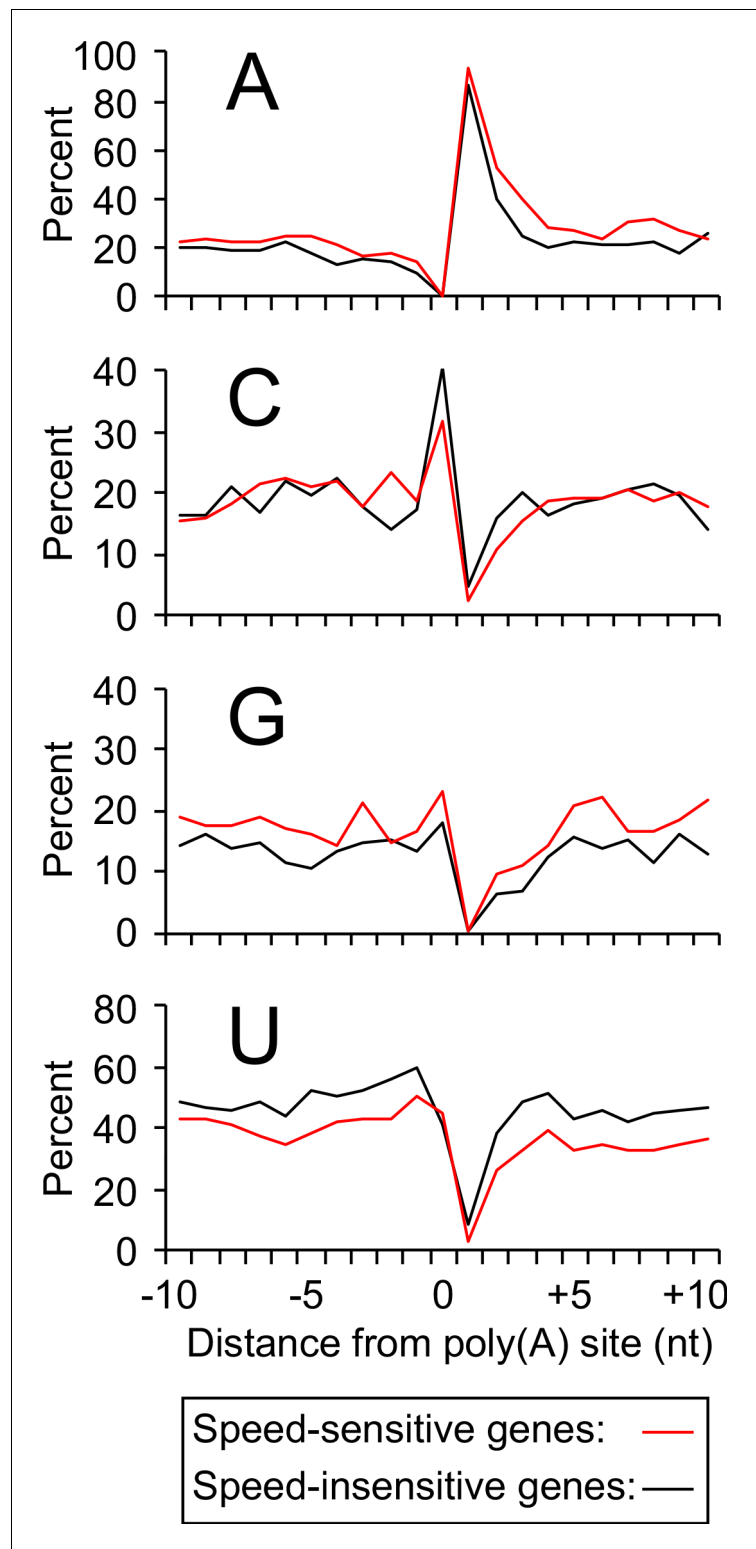 A
Percent
100
80
60
40
20
0
C
Percent
40
30
20
10
0
G
Percent
40
30
20
10
0
U
Percent
80
60
40
20
0
-10 -5 0 +5 +10
Distance from poly(A) site (nt)
Speed-sensitive genes:
Speed-insensitive genes: